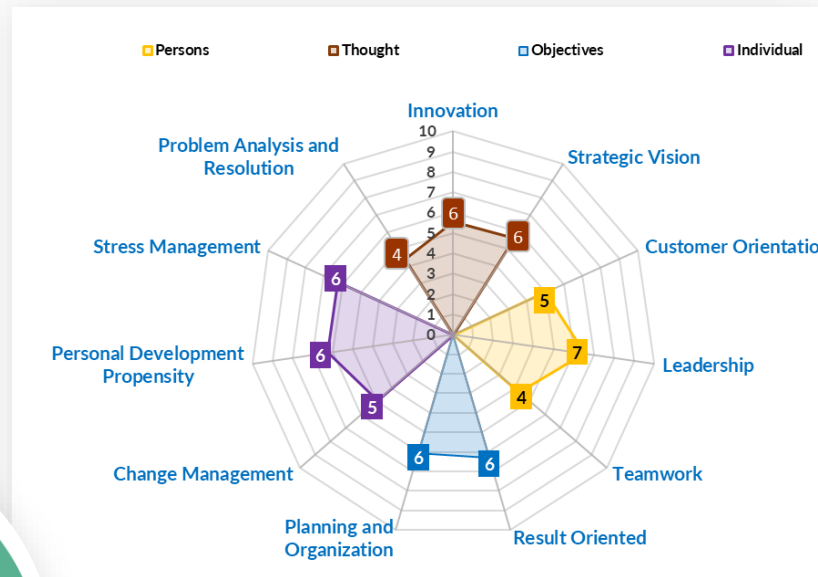 Persons
Thought
Objectives
Individual
Innovation
10
9
8
7
6
5
4
3
2
1
0
Problem Analysis and
Resolution
Strategic Vision
Stress Management
Customer Orientatio
Personal Development
Propensity
Leadership
Change Management
Teamwork
Planning and
Organization
Result Oriented
6
6
4
6
5
6
7
5
4
6
6